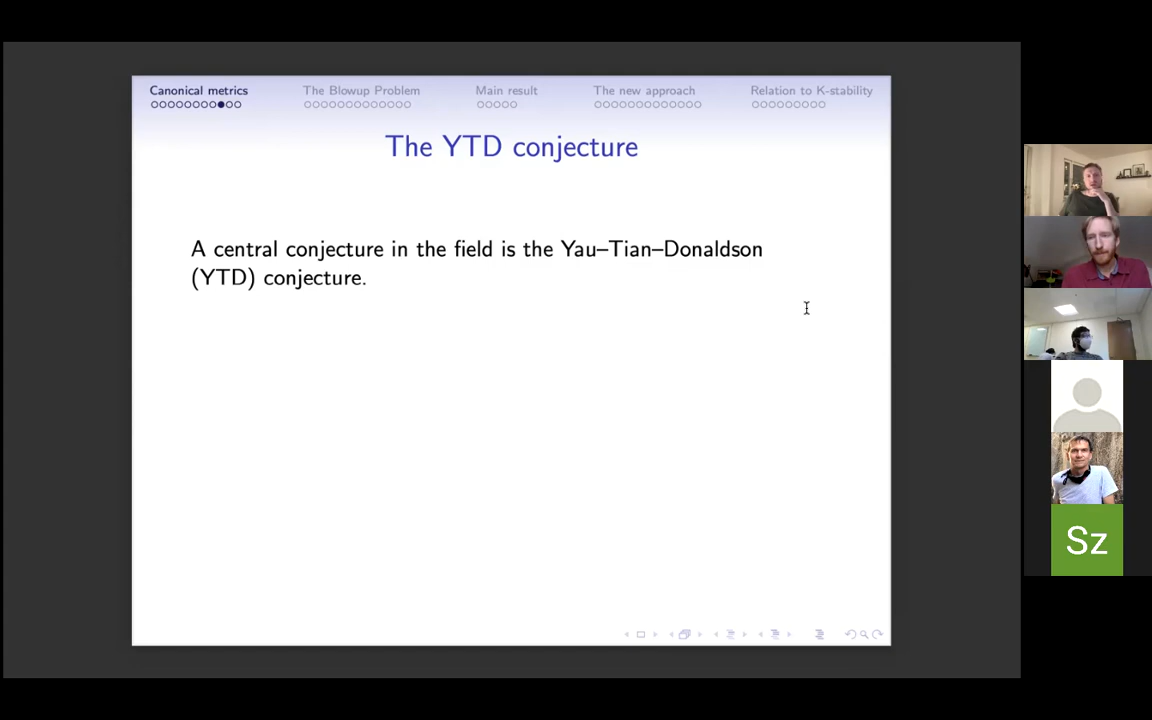 Canonical metrics
The Blowup Problem
Main result
The new approach
Relation to K-stability
The YTD conjecture
A central conjecture in the field is the Yau–Tian–Donaldson
(YTD) conjecture.
Sz